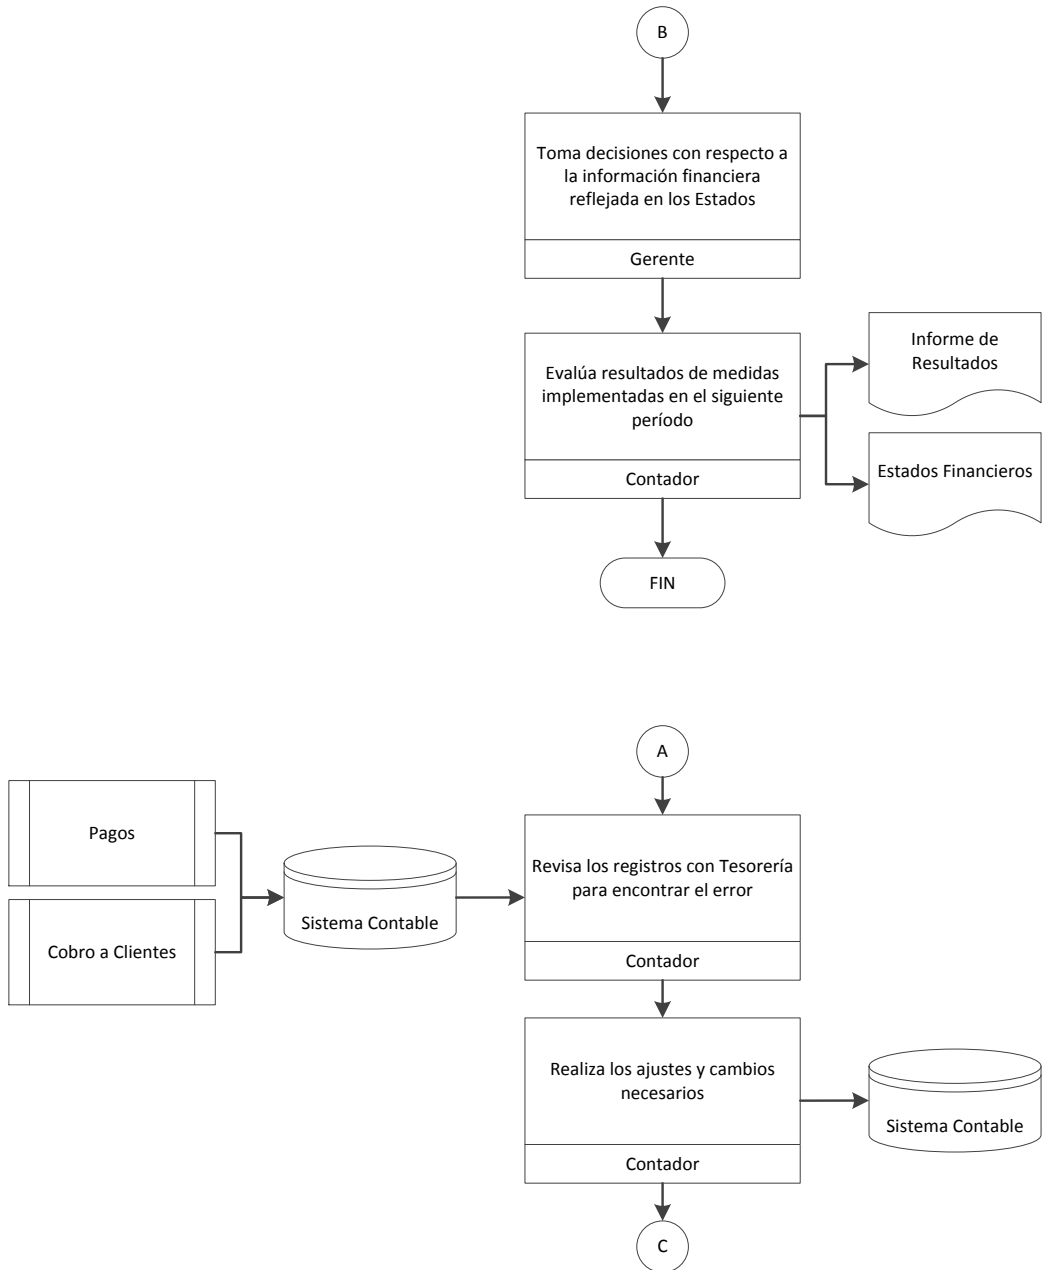 B
Toma decisiones con respecto a
la información financiera
reflejada en los Estados
Gerente
Evalúa resultados de medidas
implementadas en el siguiente
período
Contador
Informe de
Resultados
Estados Financieros
FIN
A
Pagos
Cobro a Clientes
Sistema Contable
Revisa los registros con Tesorería
para encontrar el error
Contador
Realiza los ajustes y cambios
necesarios
Contador
Sistema Contable
C